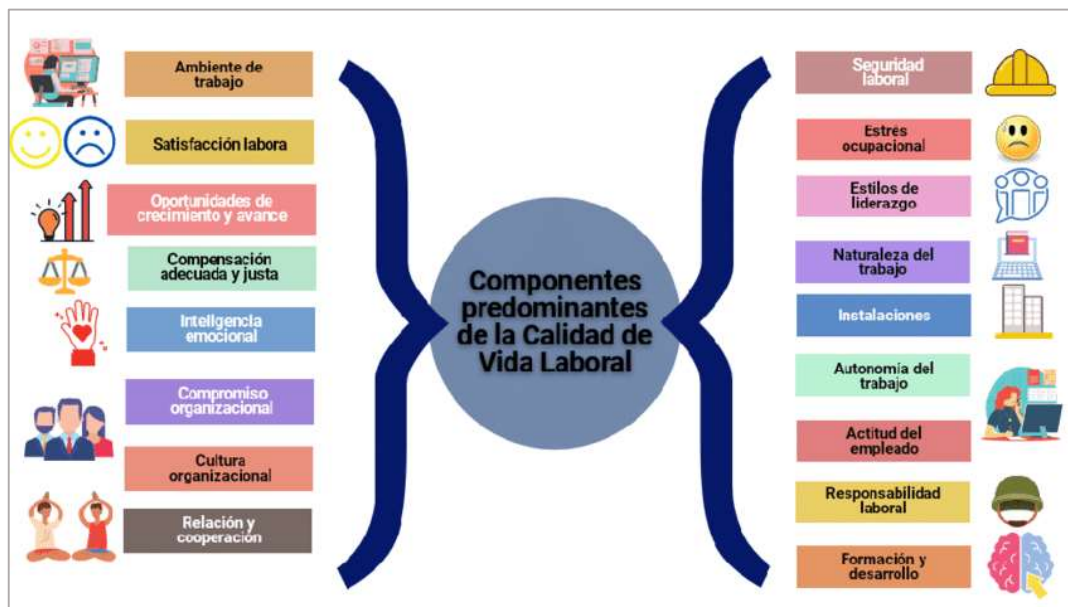 Ambiente de
trabajo
Satisfacción labora
Oportunidades de
crecimiento y avance
Compensación
adecuada y justa
Inteligencia
emocional
Compromiso
organizacional
Cultura
organizacional
Relación y
cooperación
Componentes
predominantes
de la Calidad de
Vida Laboral
Seguridad
laboral
Estrés
ocupacional
Estilos de
liderazgo
Naturaleza del
trabajo
Instalaciones
Autonomía del
trabajo
Actitud del
empleado
Responsabilidad
laboral
Formación y
desarrollo